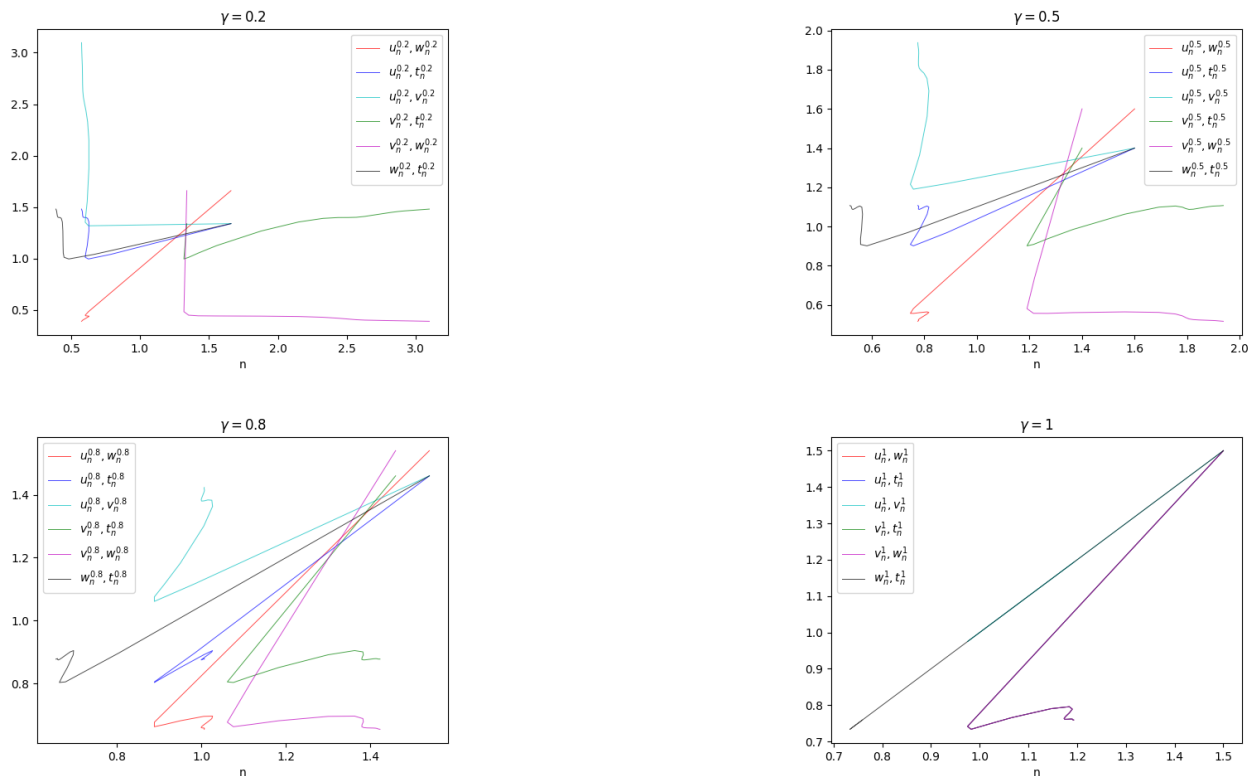 γ = 0.2
3.0
2.5
2.0
1.5
1.0
0.5
u_n^{0.2}, w_n^{0.2}
u_n^{0.2}, t_n^{0.2}
u_n^{0.2}, v_n^{0.2}
v_n^{0.2}, t_n^{0.2}
v_n^{0.2}, w_n^{0.2}
w_n^{0.2}, t_n^{0.2}
0.5 1.0 1.5 2.0 2.5 3.0
n
γ = 0.5
2.0
1.8
1.6
1.4
1.2
1.0
0.8
0.6
u_n^{0.5}, w_n^{0.5}
u_n^{0.5}, t_n^{0.5}
u_n^{0.5}, v_n^{0.5}
v_n^{0.5}, t_n^{0.5}
v_n^{0.5}, w_n^{0.5}
w_n^{0.5}, t_n^{0.5}
0.6 0.8 1.0 1.2 1.4 1.6 1.8 2.0
n
γ = 0.8
1.4
1.2
1.0
0.8
u_n^{0.8}, w_n^{0.8}
u_n^{0.8}, t_n^{0.8}
u_n^{0.8}, v_n^{0.8}
v_n^{0.8}, t_n^{0.8}
v_n^{0.8}, w_n^{0.8}
w_n^{0.8}, t_n^{0.8}
0.8 1.0 1.2 1.4
n
γ = 1
1.5
1.4
1.3
1.2
1.1
1.0
0.9
0.8
0.7
u_n^1, w_n^1
u_n^1, t_n^1
u_n^1, v_n^1
v_n^1, t_n^1
v_n^1, w_n^1
w_n^1, t_n^1
0.7 0.8 0.9 1.0 1.1 1.2 1.3 1.4 1.5
n